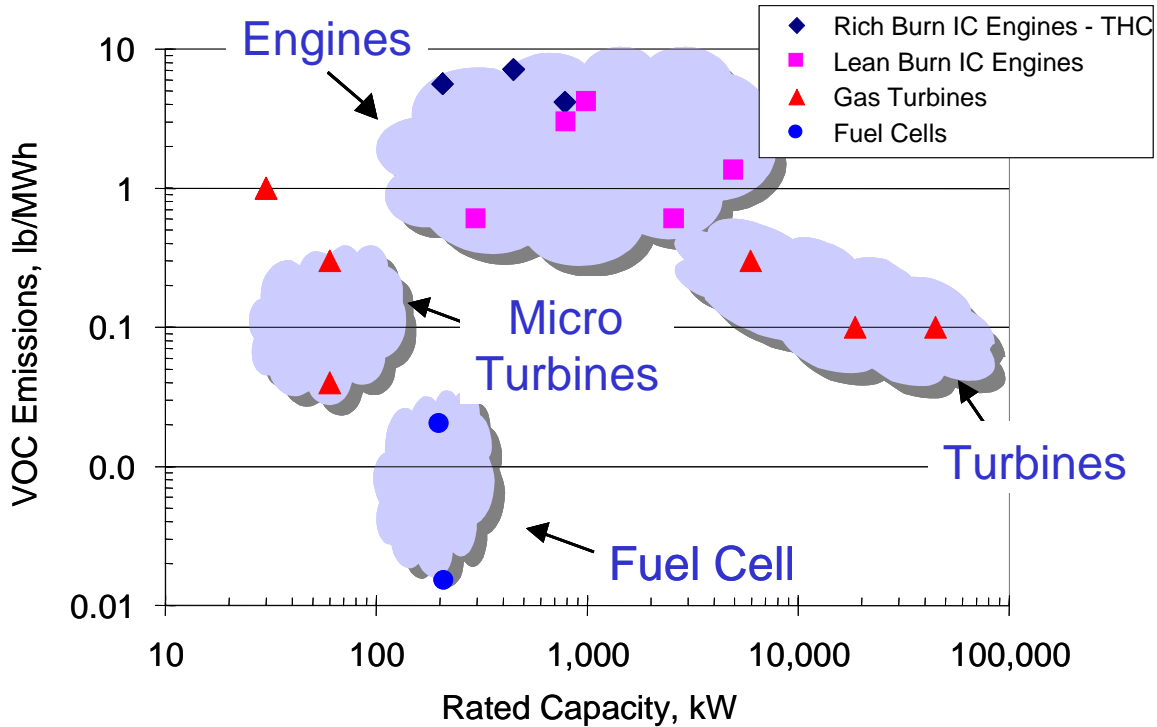 Engines
Rich Burn IC Engines - THC
Lean Burn IC Engines
Gas Turbines
Fuel Cells
10
1
0.1
0.0
0.01
VOC Emissions, lb/MWh
Micro
Turbines
Turbines
Fuel Cell
10
100
1,000
10,000
100,000
Rated Capacity, kW